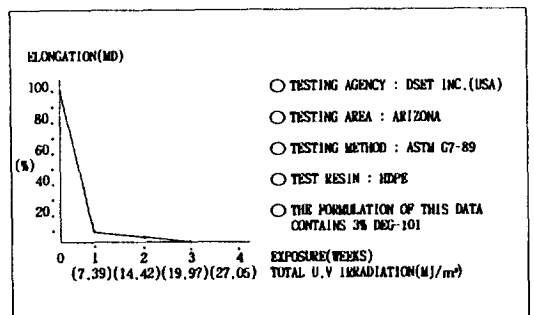 ELONGATION(MD)
100.
80.
60.
(%)
40.
20.
0 1 2 3 4
(7,39)(14,42)(19,97)(27,05)
○ TESTING AGENCY : DSET INC.(USA)
○ TESTING AREA : ARIZONA
○ TESTING METHOD : ASTM G7-89
○ TEST RESIN : HDPE
○ THE FORMULATION OF THIS DATA
CONTAINS 3% DEG-101
EXPOSURE(WEEKS)
TOTAL U.V IRRADIATION(MJ/m²)